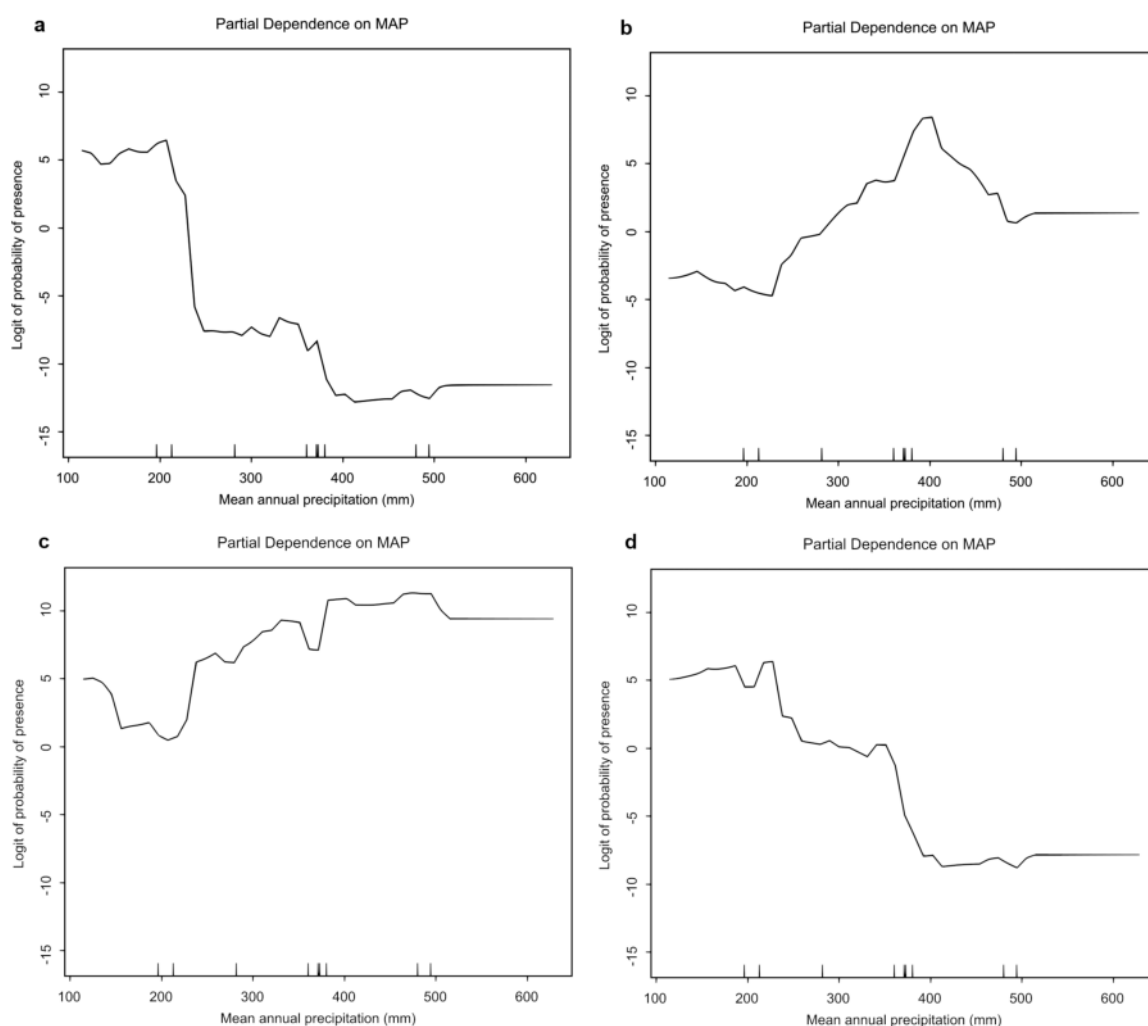 a
Partial Dependence on MAP
Logit of probability of presence
10
5
0
-5
-10
-15
100 200 300 400 500 600
Mean annual precipitation (mm)
b
Partial Dependence on MAP
Logit of probability of presence
10
5
0
-5
-10
-15
100 200 300 400 500 600
Mean annual precipitation (mm)
c
Partial Dependence on MAP
Logit of probability of presence
10
5
0
-5
-10
-15
100 200 300 400 500 600
Mean annual precipitation (mm)
d
Partial Dependence on MAP
Logit of probability of presence
10
5
0
-5
-10
-15
100 200 300 400 500 600
Mean annual precipitation (mm)